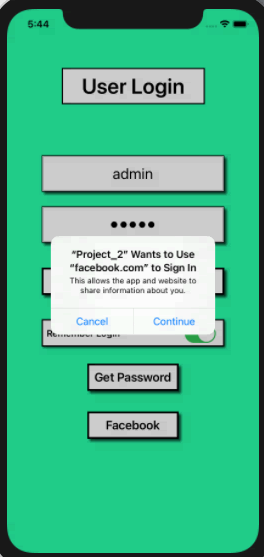 5:44
User Login
admin
“Project_2” Wants to Use
“facebook.com” to Sign In
This allows the app and website to
share information about you.
Cancel Continue
Remember Login
Get Password
Facebook